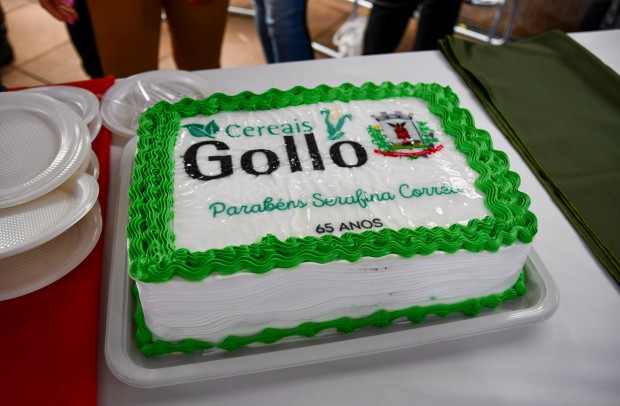 Cereais
Gollo
Parabéns Serafina Corrêa
65 ANOS